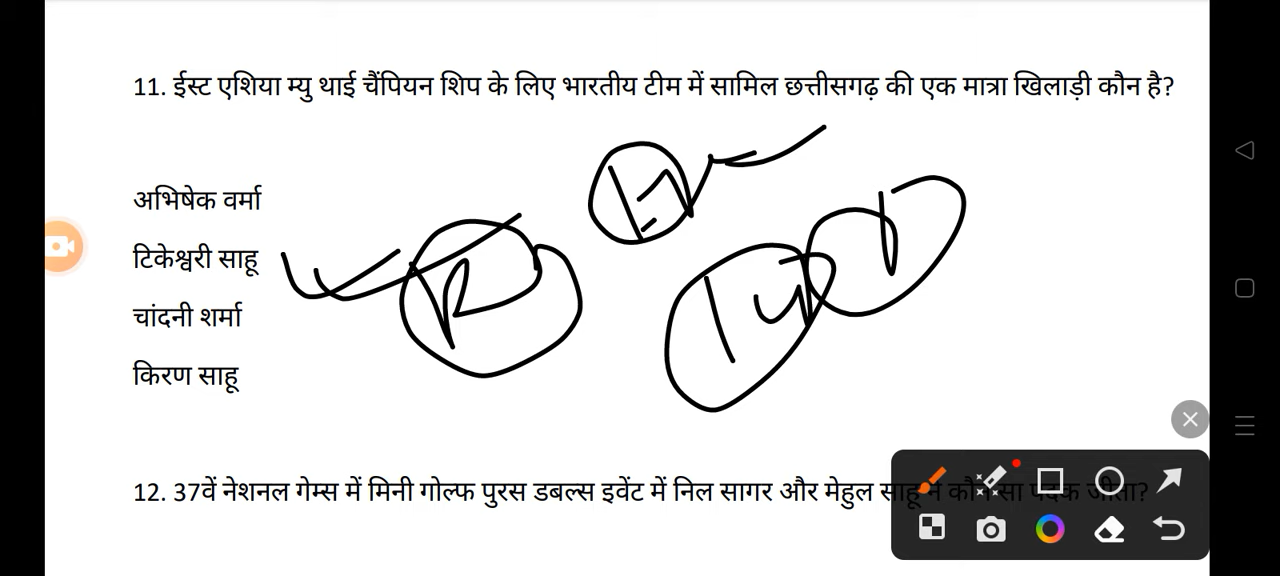 11. ईस्ट एशिया म्यु थाई चैंपियन शिप के लिए भारतीय टीम में सामिल छत्तीसगढ़ की एक मात्रा खिलाड़ी कौन है?
अभिषेक वर्मा
टिकेश्वरी साहू
चांदनी शर्मा
किरण साहू
12. 37वें नेशनल गेम्स में मिनी गोल्फ पुरस डबल्स इवेंट में निल सागर और मेहुल साहू ने कौन सा पदक जीता?